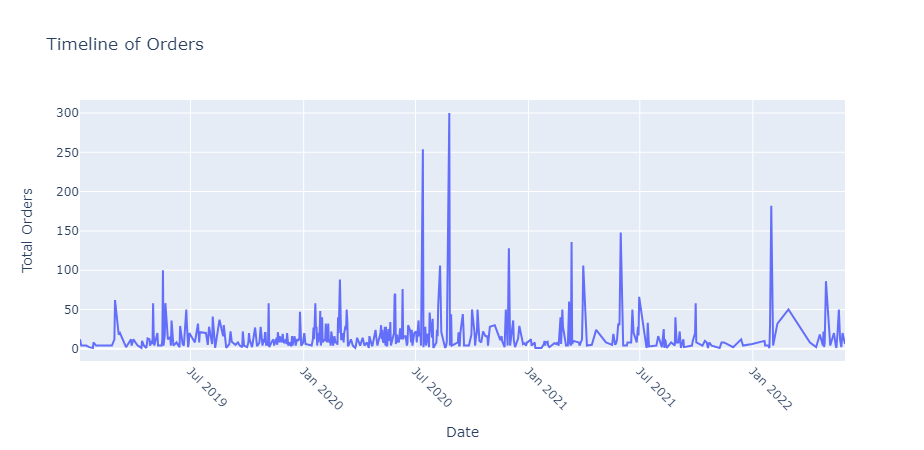 Timeline of Orders
300
250
200
150
100
50
0
Total Orders
Jul 2019
Jan 2020
Jul 2020
Jan 2021
Jul 2021
Jan 2022
Date